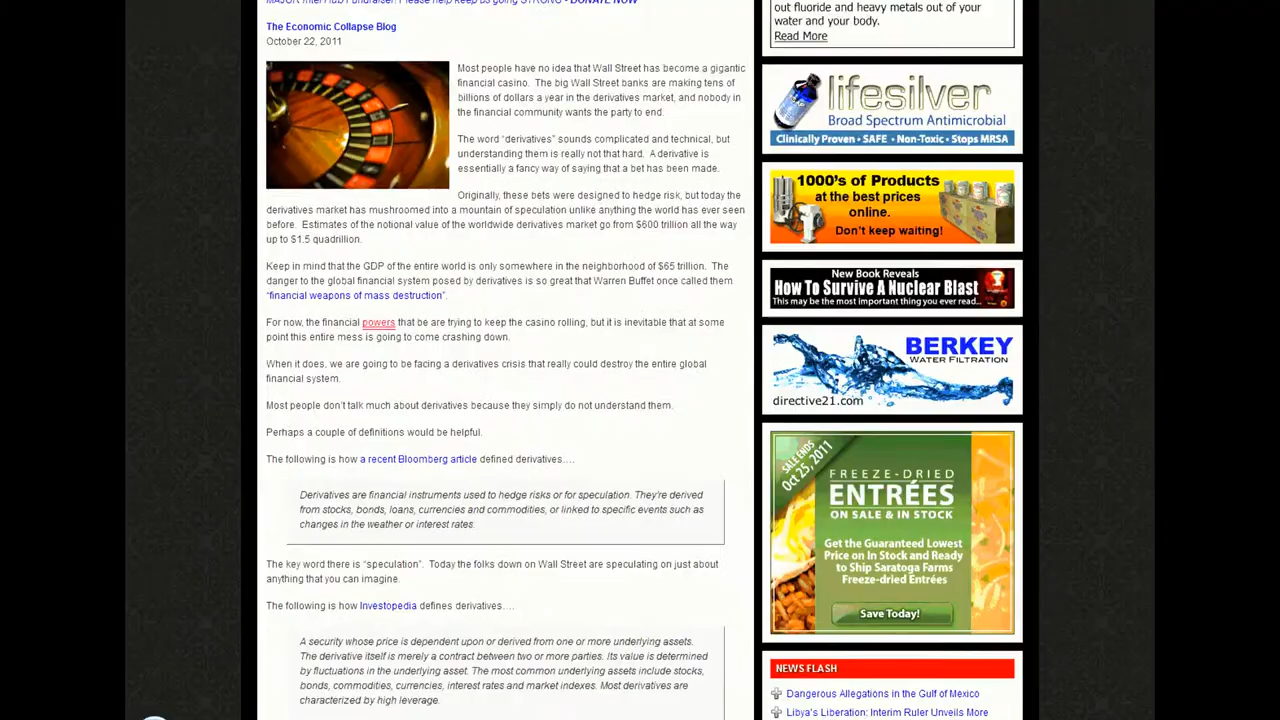 MAJOR InterHub Fundraiser: Please help keep us going STRONG - DONATE NOW
The Economic Collapse Blog
October 22, 2011
Most people have no idea that Wall Street has become a gigantic
financial casino.  The big Wall Street banks are making tens of
billions of dollars a year in the derivatives market, and nobody in
the financial community wants the party to end.
The word “derivatives” sounds complicated and technical, but
understanding them is really not that hard.  A derivative is
essentially a fancy way of saying that a bet has been made.
Originally, these bets were designed to hedge risk, but today the
derivatives market has mushroomed into a mountain of speculation unlike anything the world has ever seen
before.  Estimates of the notional value of the worldwide derivatives market go from $600 trillion all the way
up to $1.5 quadrillion.
Keep in mind that the GDP of the entire world is only somewhere in the neighborhood of $65 trillion.  The
danger to the global financial system posed by derivatives is so great that Warren Buffet once called them
“financial weapons of mass destruction”.
For now, the financial powers that be are trying to keep the casino rolling, but it is inevitable that at some
point this entire mess is going to come crashing down.
When it does, we are going to be facing a derivatives crisis that really could destroy the entire global
financial system.
Most people don’t talk much about derivatives because they simply do not understand them.
Perhaps a couple of definitions would be helpful.
The following is how a recent Bloomberg article defined derivatives….
Derivatives are financial instruments used to hedge risks or for speculation. They’re derived
from stocks, bonds, loans, currencies and commodities, or linked to specific events such as
changes in the weather or interest rates.
The key word there is “speculation”.  Today the folks down on Wall Street are speculating on just about
anything that you can imagine.
The following is how Investopedia defines derivatives….
A security whose price is dependent upon or derived from one or more underlying assets.
The derivative itself is merely a contract between two or more parties. Its value is determined
by fluctuations in the underlying asset. The most common underlying assets include stocks,
bonds, commodities, currencies, interest rates and market indexes. Most derivatives are
characterized by high leverage.
out fluoride and heavy metals out of your
water and your body.
Read More
lifesilver
Broad Spectrum Antimicrobial
Clinically Proven • SAFE • Non-Toxic • Stops MRSA
1000's of Products
at the best prices
online.
Don't keep waiting!
New Book Reveals
How To Survive A Nuclear Blast
This may be the most important thing you ever read...
BERKEY
WATER FILTRATION
directive21.com
SALE ENDS
Oct 25, 2011
FREEZE-DRIED
ENTRÉES
ON SALE & IN STOCK
Get the Guaranteed Lowest
Price on In Stock and Ready
to Ship Saratoga Farms
Freeze-dried Entrées
Save Today!
NEWS FLASH
Dangerous Allegations in the Gulf of Mexico
Libya's Liberation: Interim Ruler Unveils More